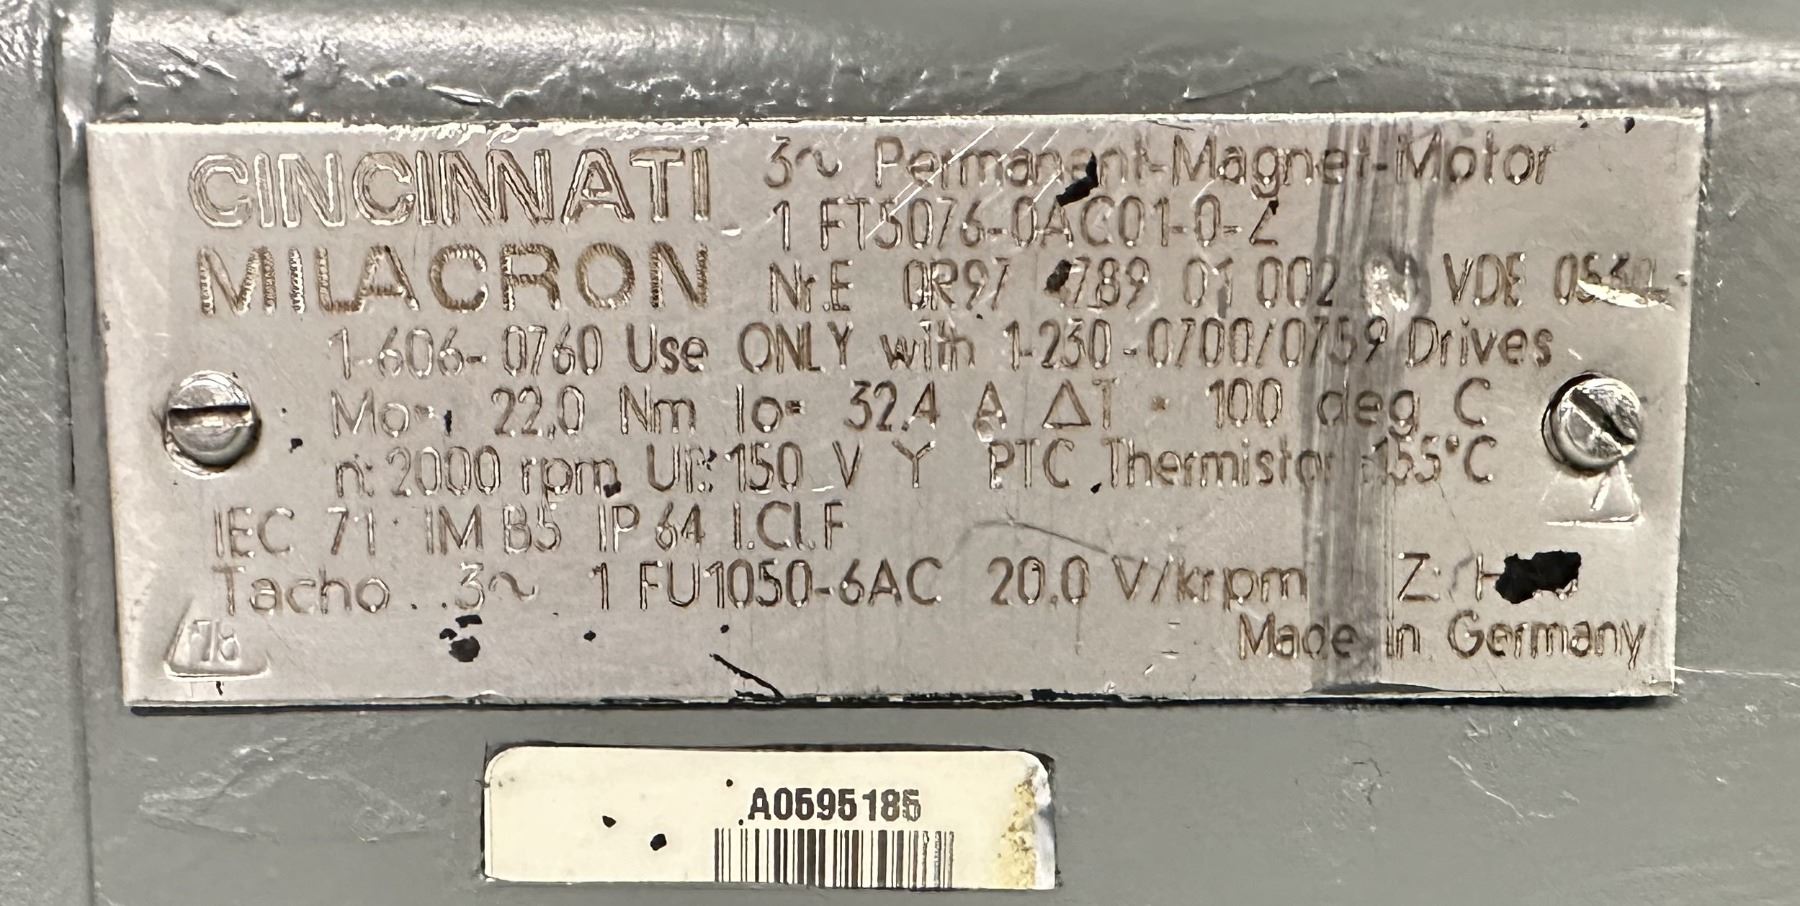 CINCINNATI
MILACRON
3~ Permanent-Magnet-Motor
1 FT5076-0AC01-0-Z
Nr.E 0R97 789 01 002 VDE
1-606-0760 Use ONLY with 1-230-0700/0759 Drives
Mo= 22.0 Nm Io= 32.4 A ΔT = 100 deg C
n: 2000 rpm UR: 150 V Y PTC Thermistor 155°C
IEC 71 IM B5 IP 64 I.Cl.F
Tacho 3~ 1 FU1050-6AC 20.0 V/krpm Z:
Made in Germany
78
A0595185